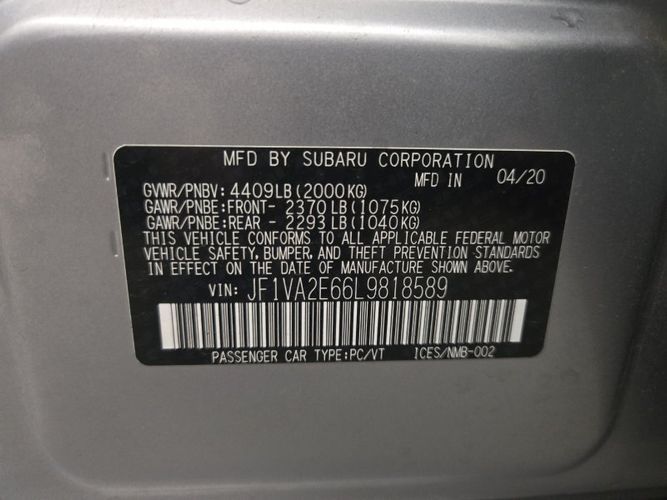 MFD BY SUBARU CORPORATION
MFD IN 04/20
GVWR/PNBV: 4409LB(2000KG)
GAWR/PNBE:FRONT- 2370LB(1075KG)
GAWR/PNBE:REAR - 2293LB(1040KG)
THIS VEHICLE CONFORMS TO ALL APPLICABLE FEDERAL MOTOR
VEHICLE SAFETY, BUMPER, AND THEFT PREVENTION STANDARDS
IN EFFECT ON THE DATE OF MANUFACTURE SHOWN ABOVE.
VIN: JF1VA2E66L9818589
PASSENGER CAR TYPE:PC/VT ICES/NMB-002